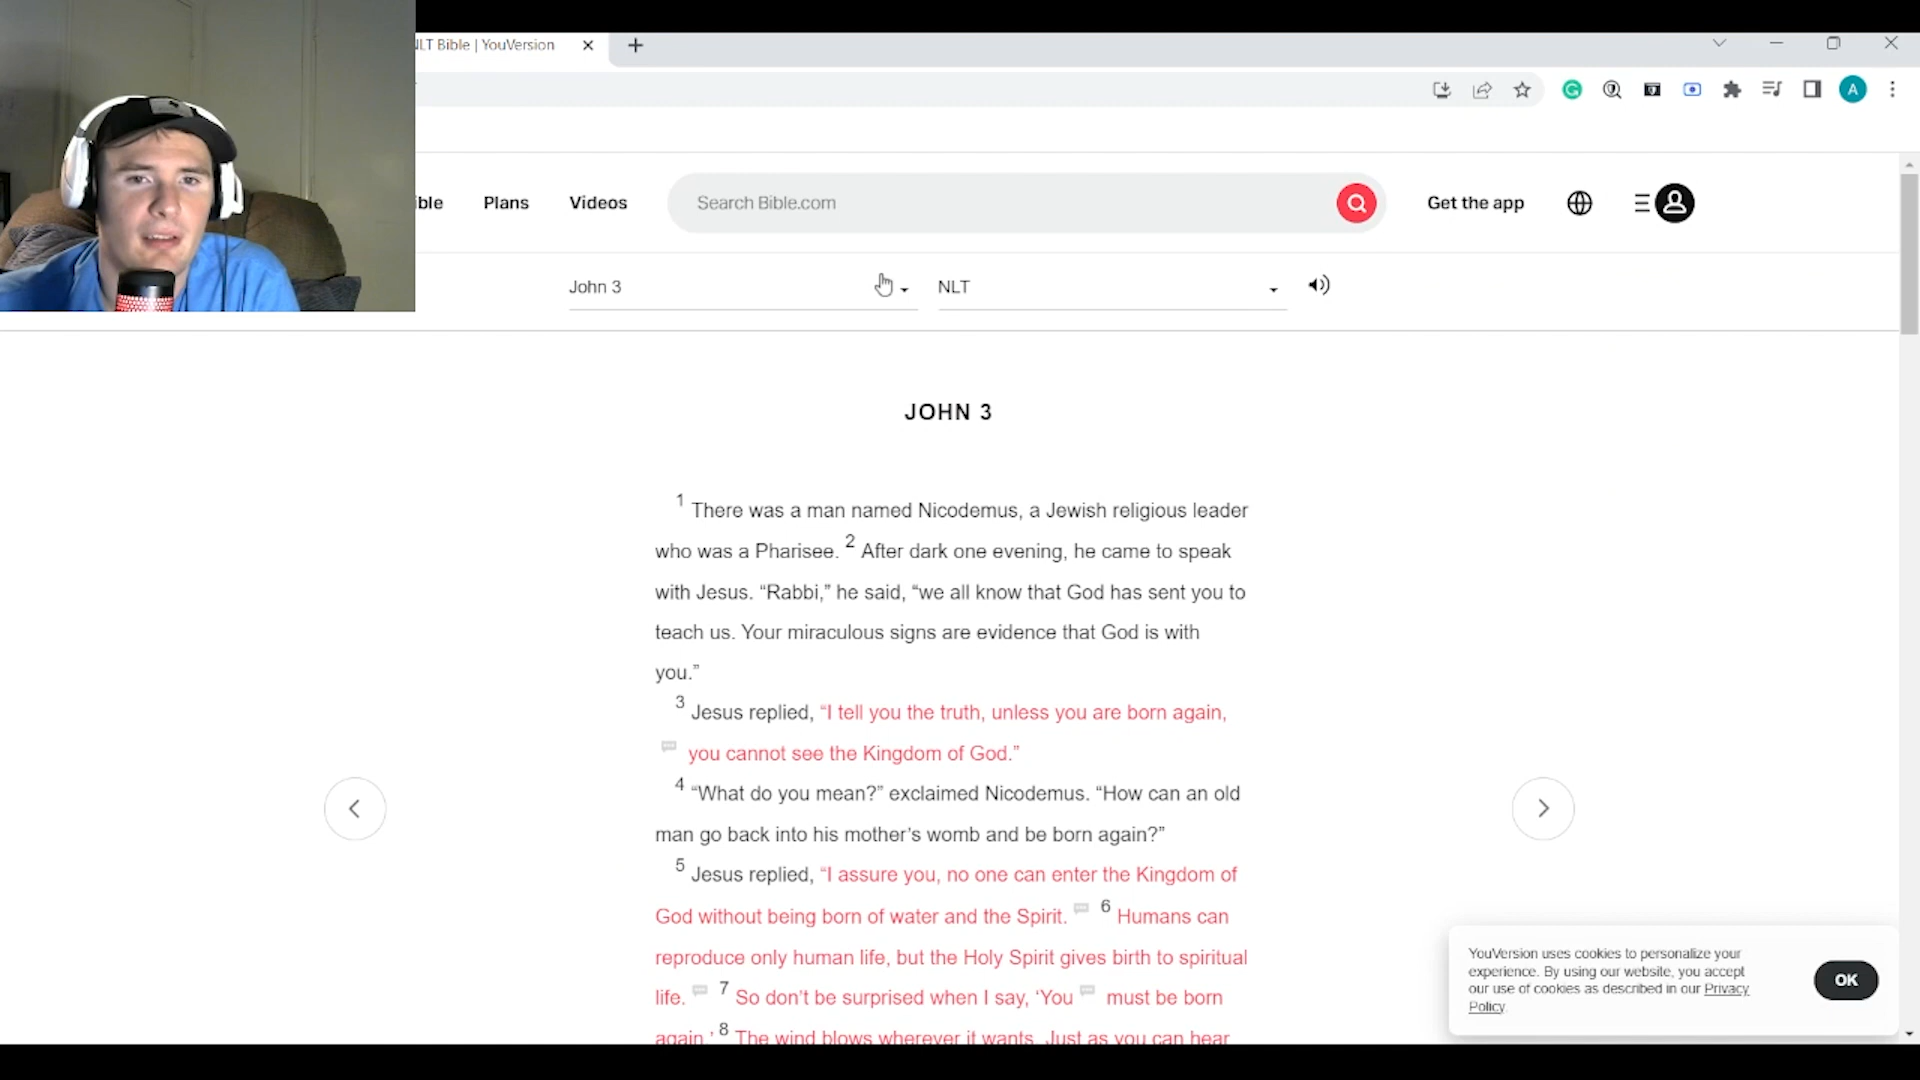 NLT Bible | YouVersion
A
ble Plans Videos Search Bible.com Get the app
John 3 NLT
JOHN 3
1 There was a man named Nicodemus, a Jewish religious leader
who was a Pharisee. 2 After dark one evening, he came to speak
with Jesus. “Rabbi,” he said, “we all know that God has sent you to
teach us. Your miraculous signs are evidence that God is with
you.”
3 Jesus replied, “I tell you the truth, unless you are born again,
you cannot see the Kingdom of God.”
4 “What do you mean?” exclaimed Nicodemus. “How can an old
man go back into his mother’s womb and be born again?”
5 Jesus replied, “I assure you, no one can enter the Kingdom of
God without being born of water and the Spirit. 6 Humans can
reproduce only human life, but the Holy Spirit gives birth to spiritual
life. 7 So don’t be surprised when I say, ‘You must be born
again.’ 8 The wind blows wherever it wants. Just as you can hear
YouVersion uses cookies to personalize your
experience. By using our website, you accept
our use of cookies as described in our Privacy
Policy.
OK